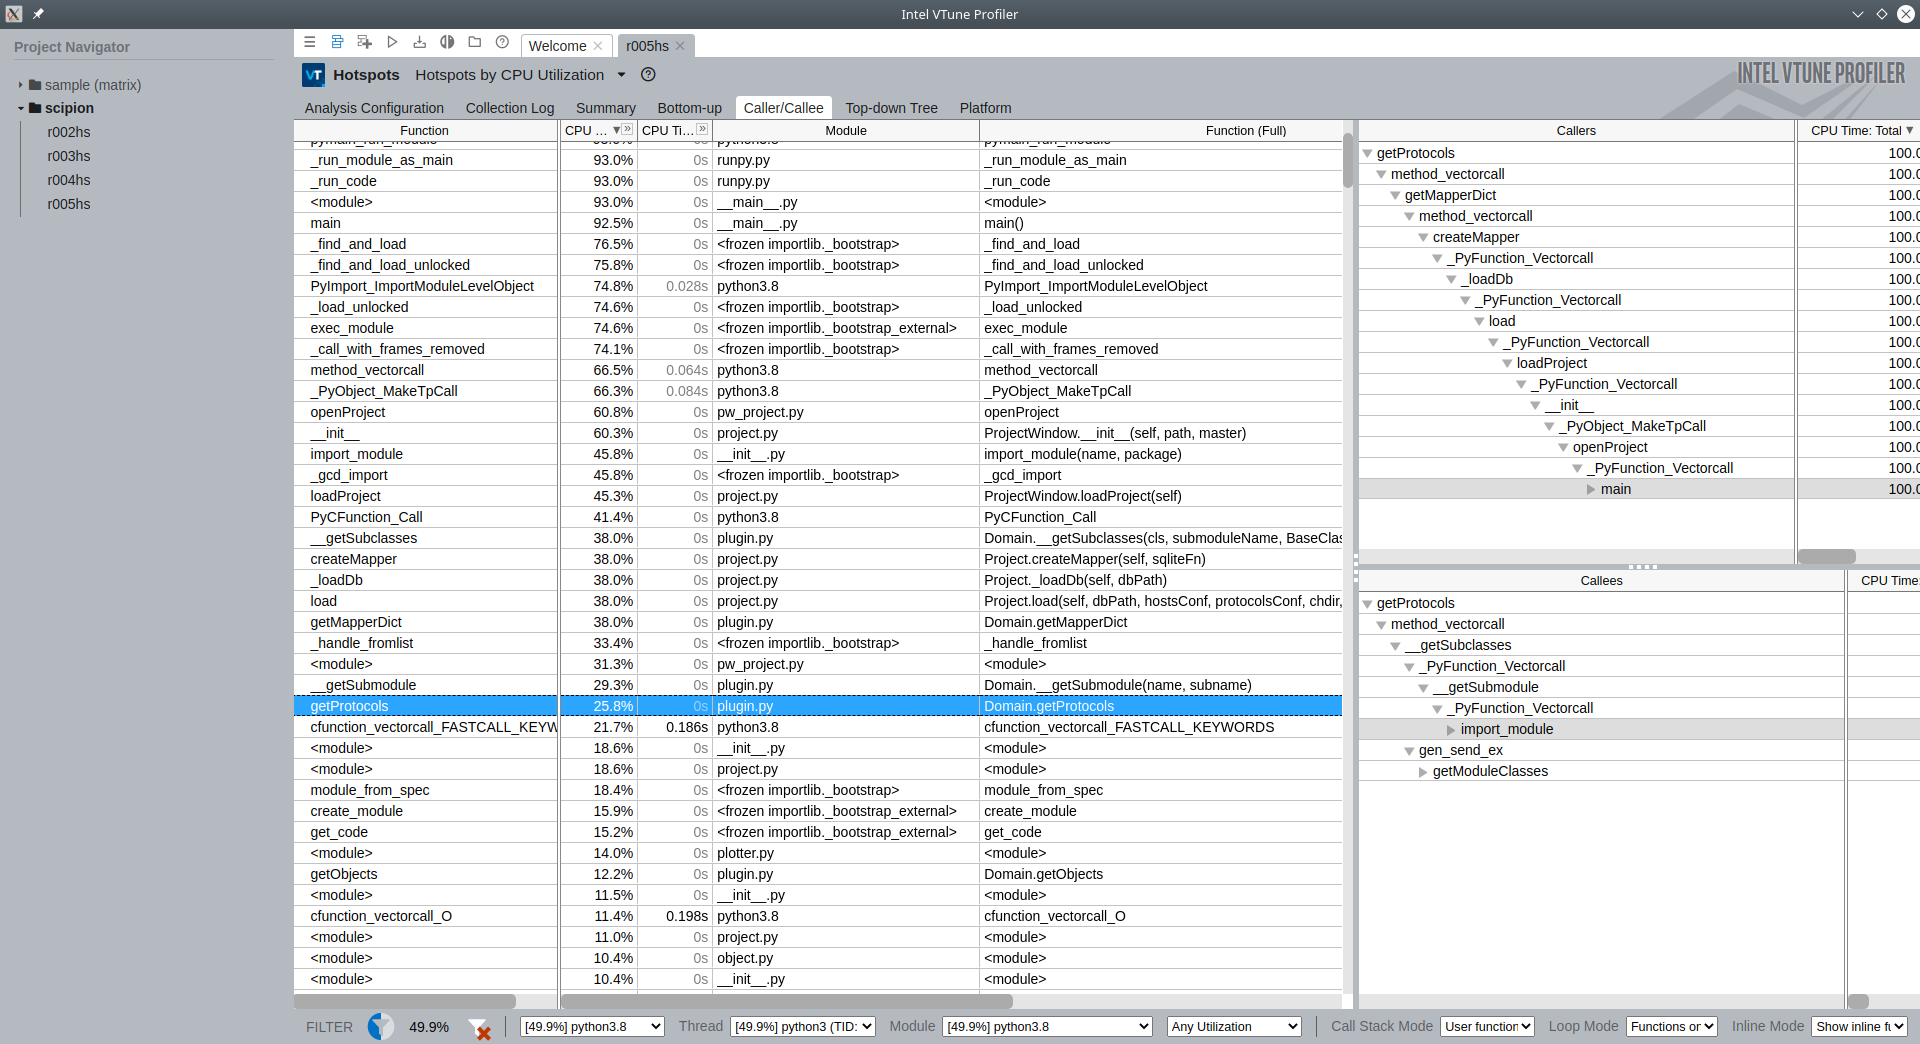 Intel VTune Profiler
Project Navigator
sample (matrix)
scipion
r002hs
r003hs
r004hs
r005hs
Welcome
r005hs
VT Hotspots Hotspots by CPU Utilization
INTEL VTUNE PROFILER
Analysis Configuration Collection Log Summary Bottom-up Caller/Callee Top-down Tree Platform
Function CPU ... CPU Ti... Module Function (Full)
pymain_run_module 93.0% 0s python3.8 pymain_run_module
_run_module_as_main 93.0% 0s runpy.py _run_module_as_main
_run_code 93.0% 0s runpy.py _run_code
<module> 93.0% 0s __main__.py <module>
main 92.5% 0s __main__.py main()
_find_and_load 76.5% 0s <frozen importlib._bootstrap> _find_and_load
_find_and_load_unlocked 75.8% 0s <frozen importlib._bootstrap> _find_and_load_unlocked
PyImport_ImportModuleLevelObject 74.8% 0.028s python3.8 PyImport_ImportModuleLevelObject
_load_unlocked 74.6% 0s <frozen importlib._bootstrap> _load_unlocked
exec_module 74.6% 0s <frozen importlib._bootstrap_external> exec_module
_call_with_frames_removed 74.1% 0s <frozen importlib._bootstrap> _call_with_frames_removed
method_vectorcall 66.5% 0.064s python3.8 method_vectorcall
_PyObject_MakeTpCall 66.3% 0.084s python3.8 _PyObject_MakeTpCall
openProject 60.8% 0s pw_project.py openProject
__init__ 60.3% 0s project.py ProjectWindow.__init__(self, path, master)
import_module 45.8% 0s __init__.py import_module(name, package)
_gcd_import 45.8% 0s <frozen importlib._bootstrap> _gcd_import
loadProject 45.3% 0s project.py ProjectWindow.loadProject(self)
PyCFunction_Call 41.4% 0s python3.8 PyCFunction_Call
__getSubclasses 38.0% 0s plugin.py Domain.__getSubclasses(cls, submoduleName, BaseClas
createMapper 38.0% 0s project.py Project.createMapper(self, sqliteFn)
_loadDb 38.0% 0s project.py Project._loadDb(self, dbPath)
load 38.0% 0s project.py Project.load(self, dbPath, hostsConf, protocolsConf, chdir,
getMapperDict 38.0% 0s plugin.py Domain.getMapperDict
_handle_fromlist 33.4% 0s <frozen importlib._bootstrap> _handle_fromlist
<module> 31.3% 0s pw_project.py <module>
__getSubmodule 29.3% 0s plugin.py Domain.__getSubmodule(name, subname)
getProtocols 25.8% 0s plugin.py Domain.getProtocols
cfunction_vectorcall_FASTCALL_KEYW 21.7% 0.186s python3.8 cfunction_vectorcall_FASTCALL_KEYWORDS
<module> 18.6% 0s __init__.py <module>
<module> 18.6% 0s project.py <module>
module_from_spec 18.4% 0s <frozen importlib._bootstrap> module_from_spec
create_module 15.9% 0s <frozen importlib._bootstrap_external> create_module
get_code 15.2% 0s <frozen importlib._bootstrap_external> get_code
<module> 14.0% 0s plotter.py <module>
getObjects 12.2% 0s plugin.py Domain.getObjects
<module> 11.5% 0s __init__.py <module>
cfunction_vectorcall_O 11.4% 0.198s python3.8 cfunction_vectorcall_O
<module> 11.0% 0s project.py <module>
<module> 10.4% 0s object.py <module>
<module> 10.4% 0s __init__.py <module>
Callers CPU Time: Total
getProtocols 100.0
method_vectorcall 100.0
getMapperDict 100.0
method_vectorcall 100.0
createMapper 100.0
_PyFunction_Vectorcall 100.0
_loadDb 100.0
_PyFunction_Vectorcall 100.0
load 100.0
_PyFunction_Vectorcall 100.0
loadProject 100.0
_PyFunction_Vectorcall 100.0
__init__ 100.0
_PyObject_MakeTpCall 100.0
openProject 100.0
_PyFunction_Vectorcall 100.0
main 100.0
Callees CPU Time:
getProtocols
method_vectorcall
__getSubclasses
_PyFunction_Vectorcall
__getSubmodule
_PyFunction_Vectorcall
import_module
gen_send_ex
getModuleClasses
FILTER 49.9% [49.9%] python3.8 Thread [49.9%] python3 (TID: Module [49.9%] python3.8 Any Utilization Call Stack Mode User function Loop Mode Functions or Inline Mode Show inline fu